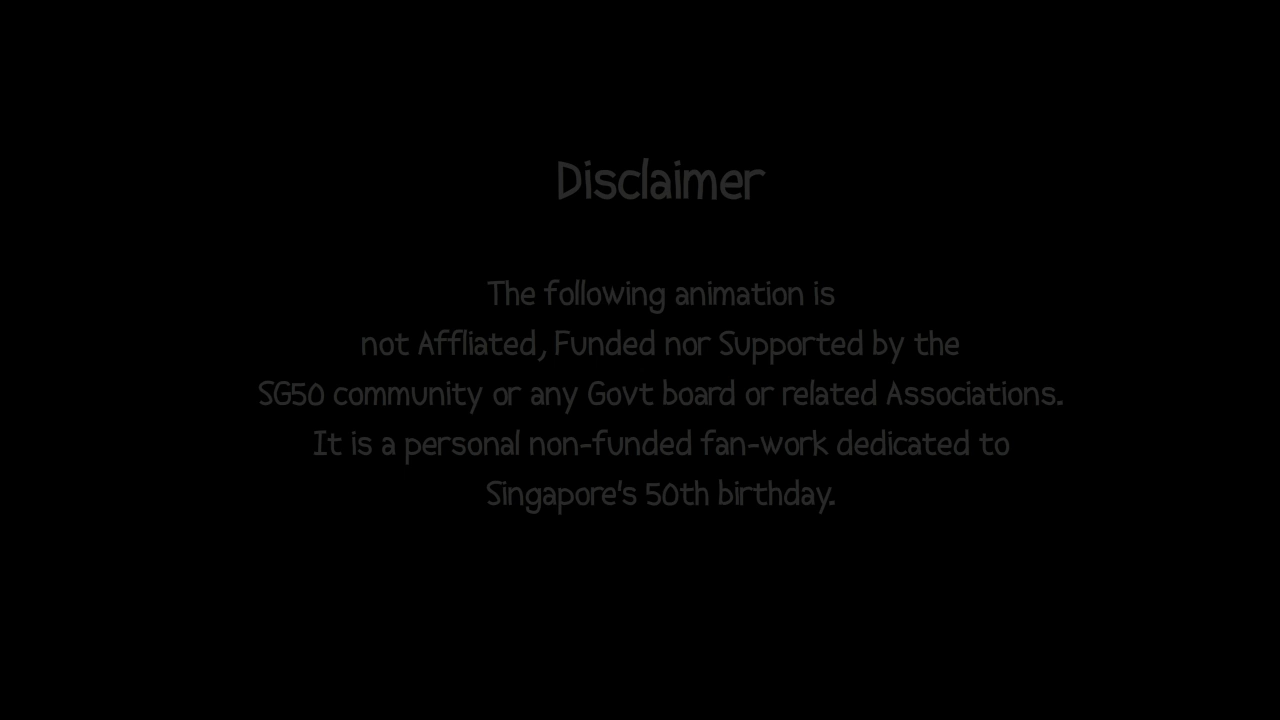 Disclaimer
The following animation is
not Affliated, Funded nor Supported by the
SG50 community or any Govt board or related Associations.
It is a personal non-funded fan-work dedicated to
Singapore's 50th birthday.